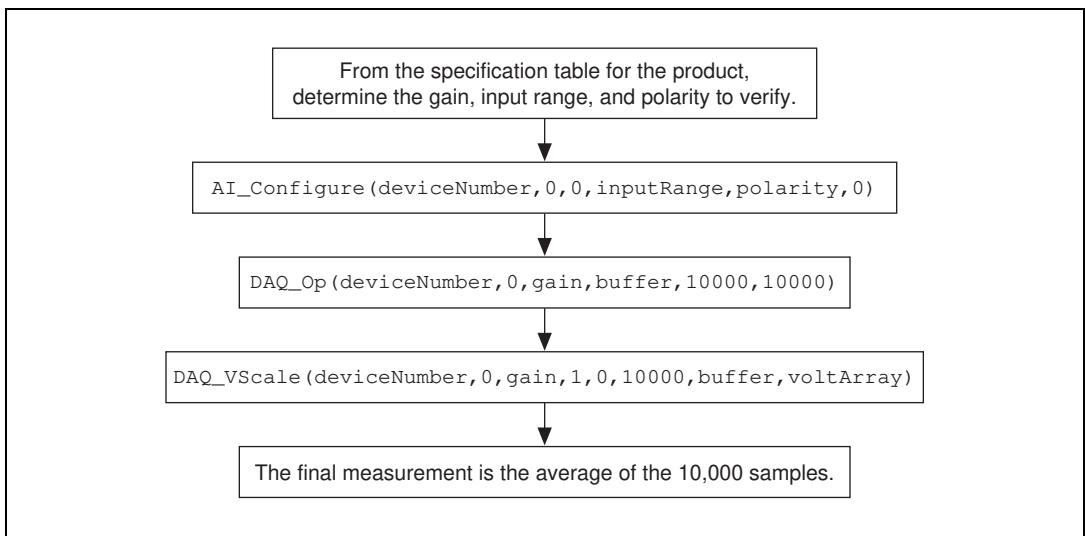 From the specification table for the product,
determine the gain, input range, and polarity to verify.
AI_Configure(deviceNumber,0,0,inputRange,polarity,0)
DAQ_Op(deviceNumber,0,gain,buffer,10000,10000)
DAQ_VScale(deviceNumber,0,gain,1,0,10000,buffer,voltArray)
The final measurement is the average of the 10,000 samples.